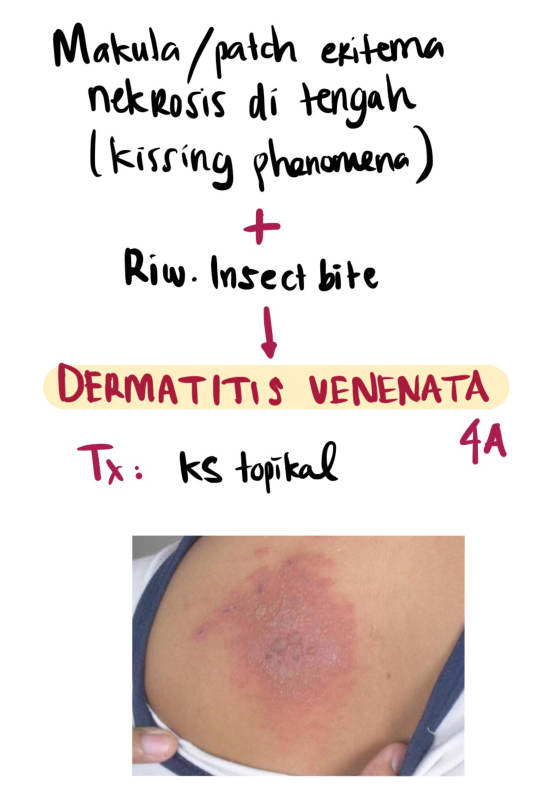 Makula/patch eritema
nekrosis di tengah
(kissing phenomena)
+
Riw. Insect bite
↓
DERMATITIS VENENATA
4A
Tx: ks topikal